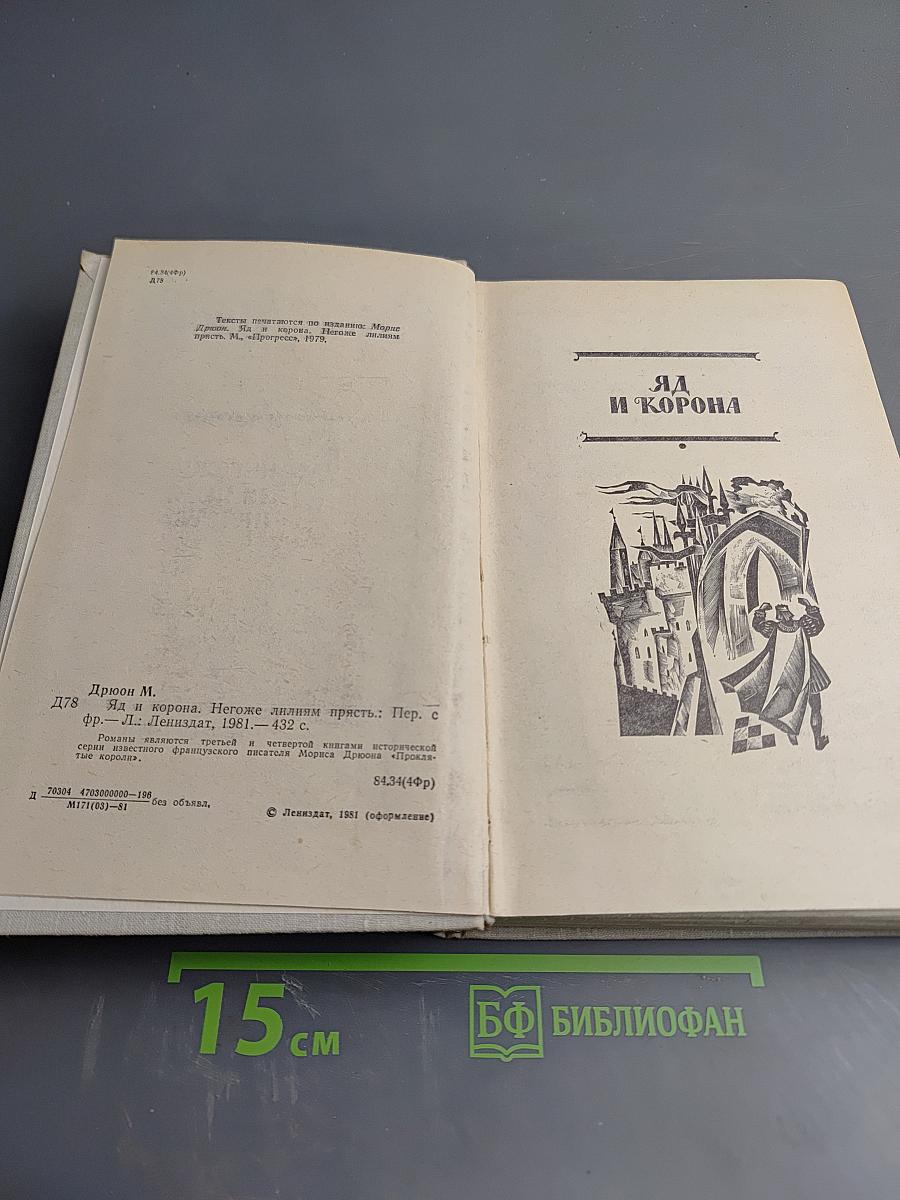 84.34(4Фр)
Д78
Тексты печатаются по изданию: Морис
Дрюон. Яд и корона. Негоже лилиям
прясть. М., «Прогресс», 1979.
Дрюон М.
Д78 Яд и корона. Негоже лилиям прясть.: Пер. с
фр.— Л.: Лениздат, 1981.— 432 с.
Романы являются третьей и четвертой книгами исторической
серии известного французского писателя Мориса Дрюона «Прокля-
тые короли».
84.34(4Фр)
Д 70304 4703000000—196
М171(03)—81 без объявл.
© Лениздат, 1981 (оформление)
ЯД
И КОРОНА
15 см
БФ БИБЛИОФАН